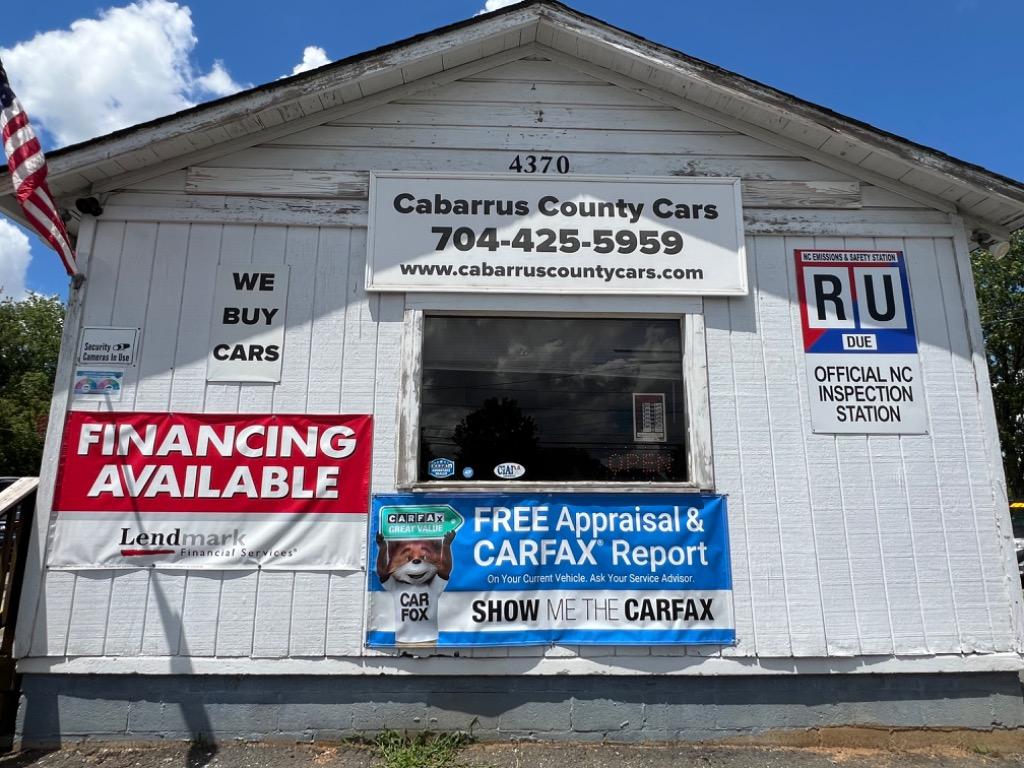 4370
Cabarrus County Cars
704-425-5959
www.cabarruscountycars.com
WE
BUY
CARS
Security
Cameras In Use
NC EMISSIONS & SAFETY STATION
R U
DUE
OFFICIAL NC
INSPECTION
STATION
OPEN
CIADA
FINANCING
AVAILABLE
Lendmark
Financial Services
CARFAX
GREAT VALUE
CAR
FOX
FREE Appraisal &
CARFAX® Report
On Your Current Vehicle. Ask Your Service Advisor.
SHOW ME THE CARFAX